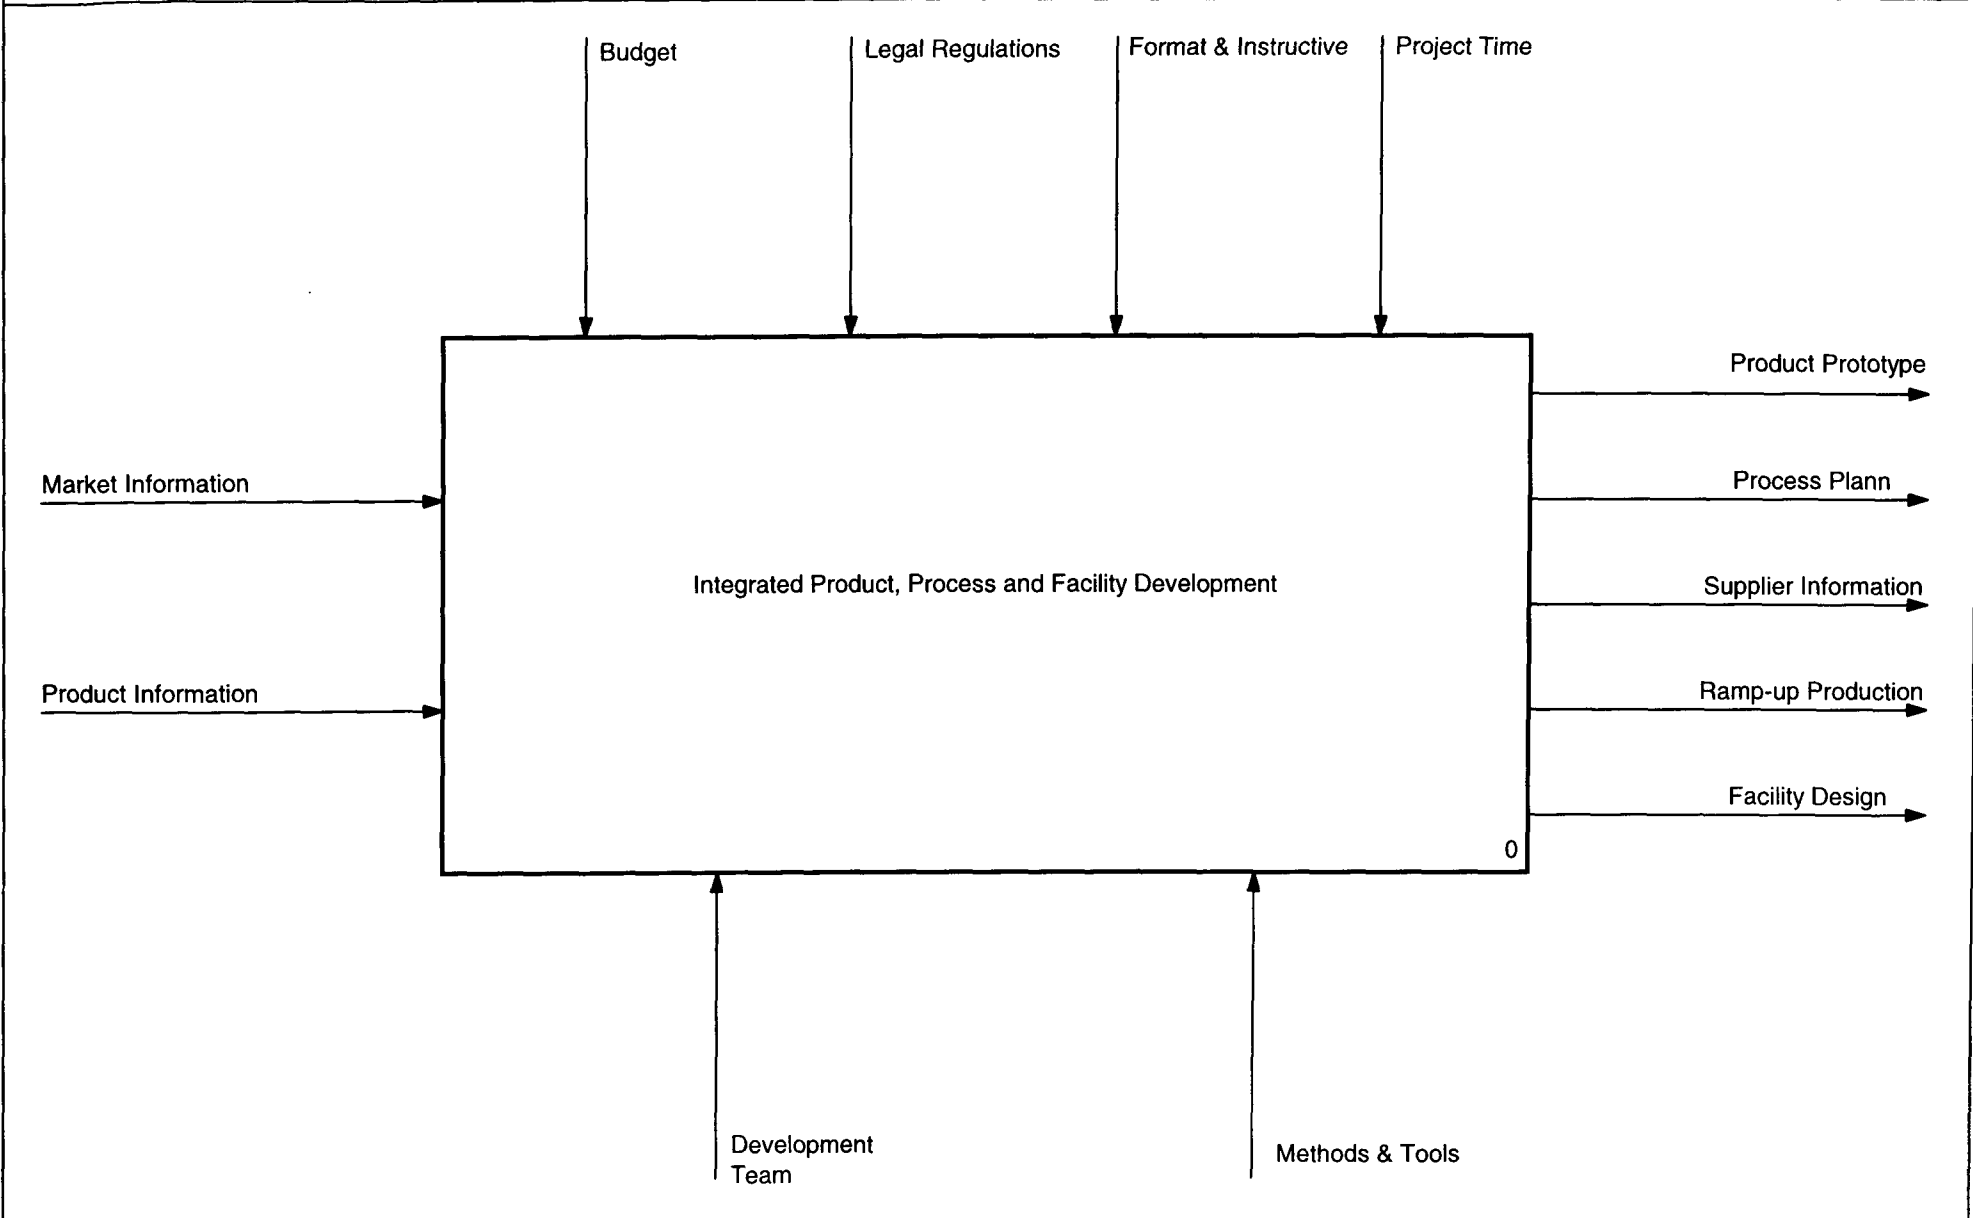 Budget
Legal Regulations
Format & Instructive
Project Time
Product Prototype
Market Information
Process Plann
Integrated Product, Process and Facility Development
Supplier Information
Product Information
Ramp-up Production
Facility Design
0
Development
Team
Methods & Tools